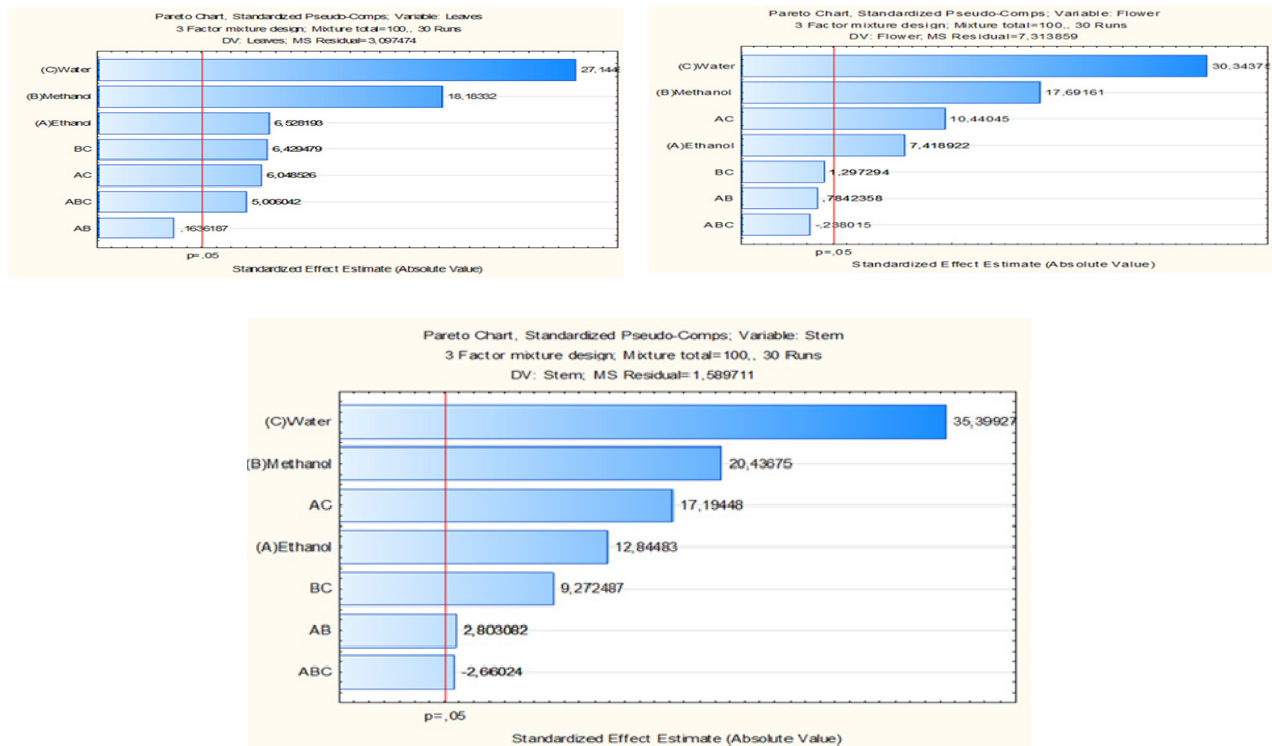 Pareto Chart, Standardized Pseudo-Comps; Variable: Leaves
3 Factor mixture design; Mixture total=100,, 30 Runs
DV: Leaves; MS Residual=3,097474
(C)Water
27,144
(B)Methanol
18,18332
(A)Ethanol
6,528193
BC
6,429479
AC
6,048526
ABC
5,006042
AB
,1636187
p=,05
Standardized Effect Estimate (Absolute Value)
Pareto Chart, Standardized Pseudo-Comps; Variable: Flower
3 Factor mixture design; Mixture total=100,, 30 Runs
DV: Flower; MS Residual=7,313859
(C)Water
30,34375
(B)Methanol
17,69161
AC
10,44045
(A)Ethanol
7,418922
BC
1,297294
AB
,7842358
ABC
-,238015
p=,05
Standardized Effect Estimate (Absolute Value)
Pareto Chart, Standardized Pseudo-Comps; Variable: Stem
3 Factor mixture design; Mixture total=100,, 30 Runs
DV: Stem; MS Residual=1,589711
(C)Water
35,39927
(B)Methanol
20,43675
AC
17,19448
(A)Ethanol
12,84483
BC
9,272487
AB
2,803082
ABC
-2,66024
p=,05
Standardized Effect Estimate (Absolute Value)